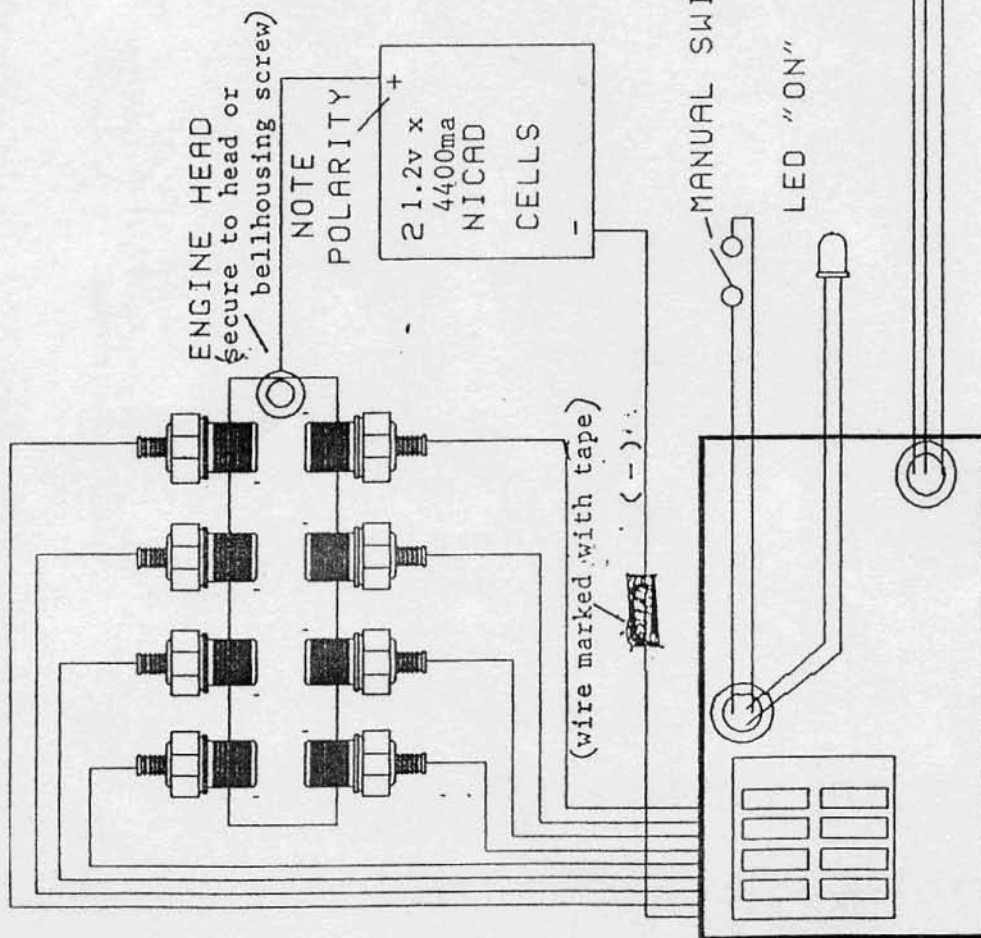 ENGINE HEAD
(secure to head or
bellhousing screw)
NOTE
POLARITY
+
2 1.2v x
4400ma
NICAD
CELLS
-
MANUAL SWI
LED "ON"
(wire marked with tape)
(-)